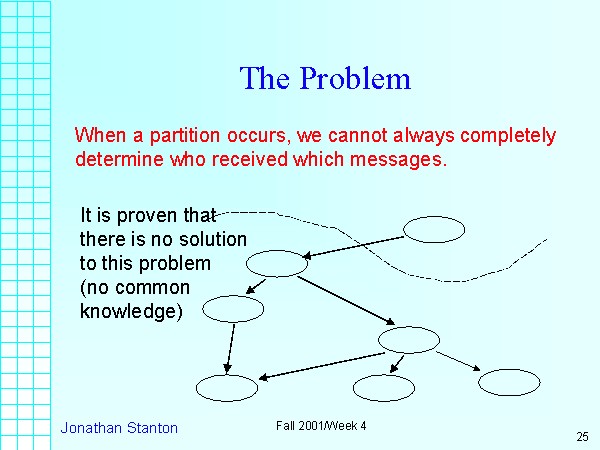 The Problem
When a partition occurs, we cannot always completely
determine who received which messages.
It is proven that
there is no solution
to this problem
(no common
knowledge)
Jonathan Stanton
Fall 2001/Week 4
25